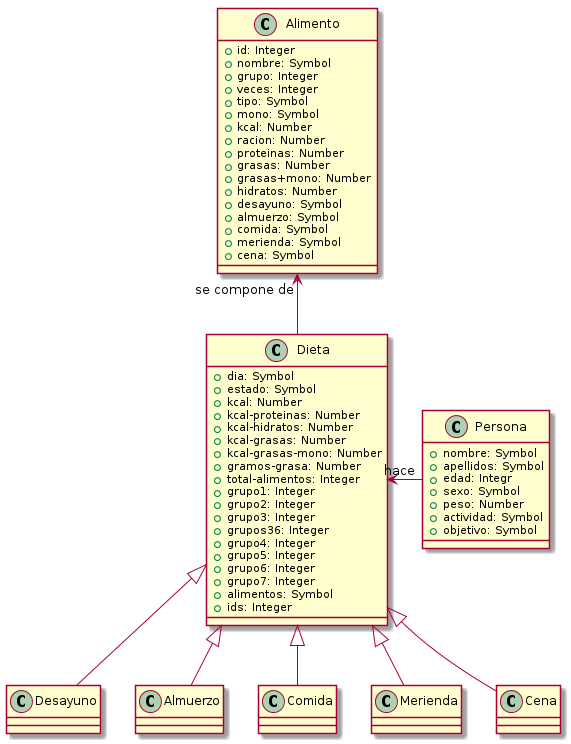 C Alimento
id: Integer
nombre: Symbol
grupo: Integer
veces: Integer
tipo: Symbol
mono: Symbol
kcal: Number
racion: Number
proteinas: Number
grasas: Number
grasas+mono: Number
hidratos: Number
desayuno: Symbol
almuerzo: Symbol
comida: Symbol
merienda: Symbol
cena: Symbol
se compone de
C Dieta
dia: Symbol
estado: Symbol
kcal: Number
kcal-proteinas: Number
kcal-hidratos: Number
kcal-grasas: Number
kcal-grasas-mono: Number
gramos-grasa: Number
total-alimentos: Integer
grupo1: Integer
grupo2: Integer
grupo3: Integer
grupos36: Integer
grupo4: Integer
grupo5: Integer
grupo6: Integer
grupo7: Integer
alimentos: Symbol
ids: Integer
hace
C Persona
nombre: Symbol
apellidos: Symbol
edad: Integr
sexo: Symbol
peso: Number
actividad: Symbol
objetivo: Symbol
C Desayuno
C Almuerzo
C Comida
C Merienda
C Cena